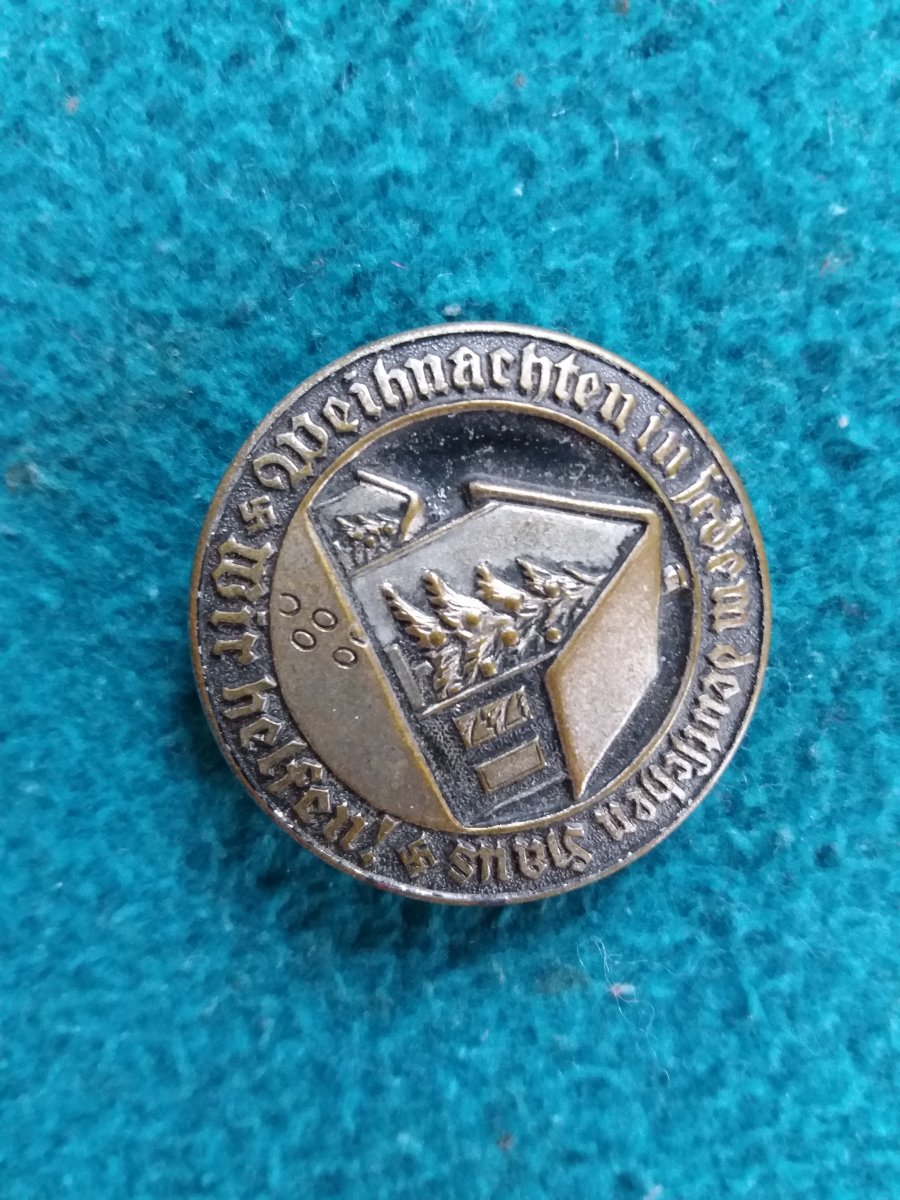 Weihnachten in jedem deutschen Haus
Wir helfen!